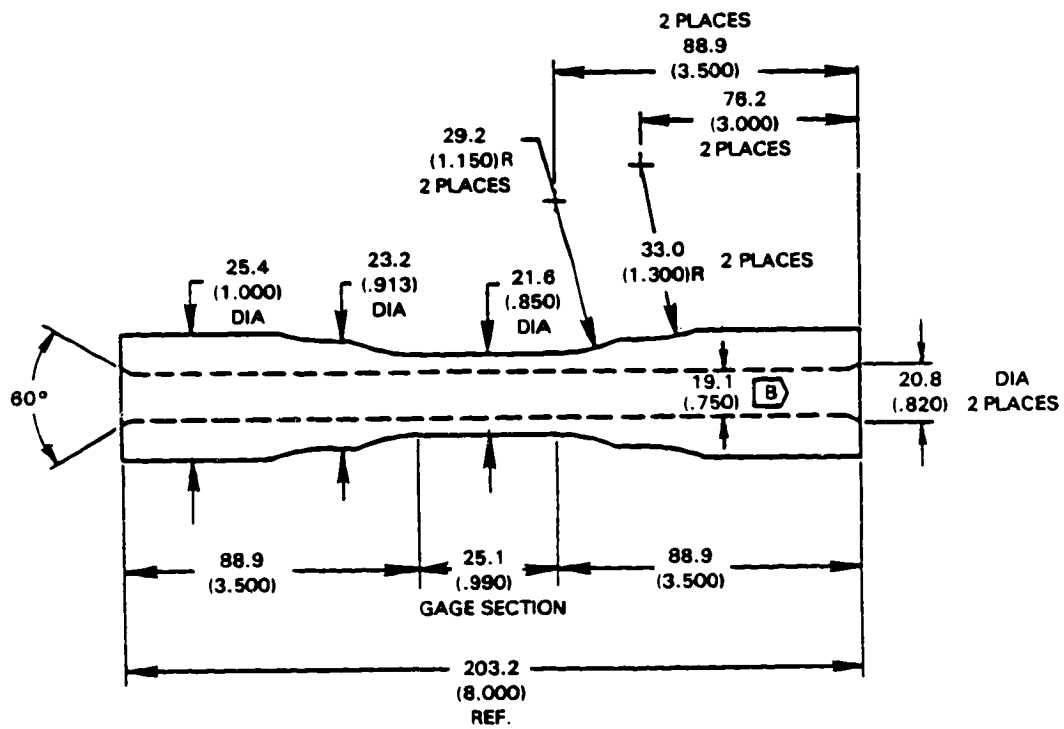 2 PLACES
88.9
(3.500)
76.2
(3.000)
2 PLACES
29.2
(1.150)R
2 PLACES
33.0
(1.300)R
2 PLACES
25.4
(1.000)
DIA
23.2
(.913)
DIA
21.6
(.850)
DIA
60°
19.1
(.750)
B
20.8
(.820)
DIA
2 PLACES
88.9
(3.500)
25.1
(.990)
GAGE SECTION
88.9
(3.500)
203.2
(8.000)
REF.